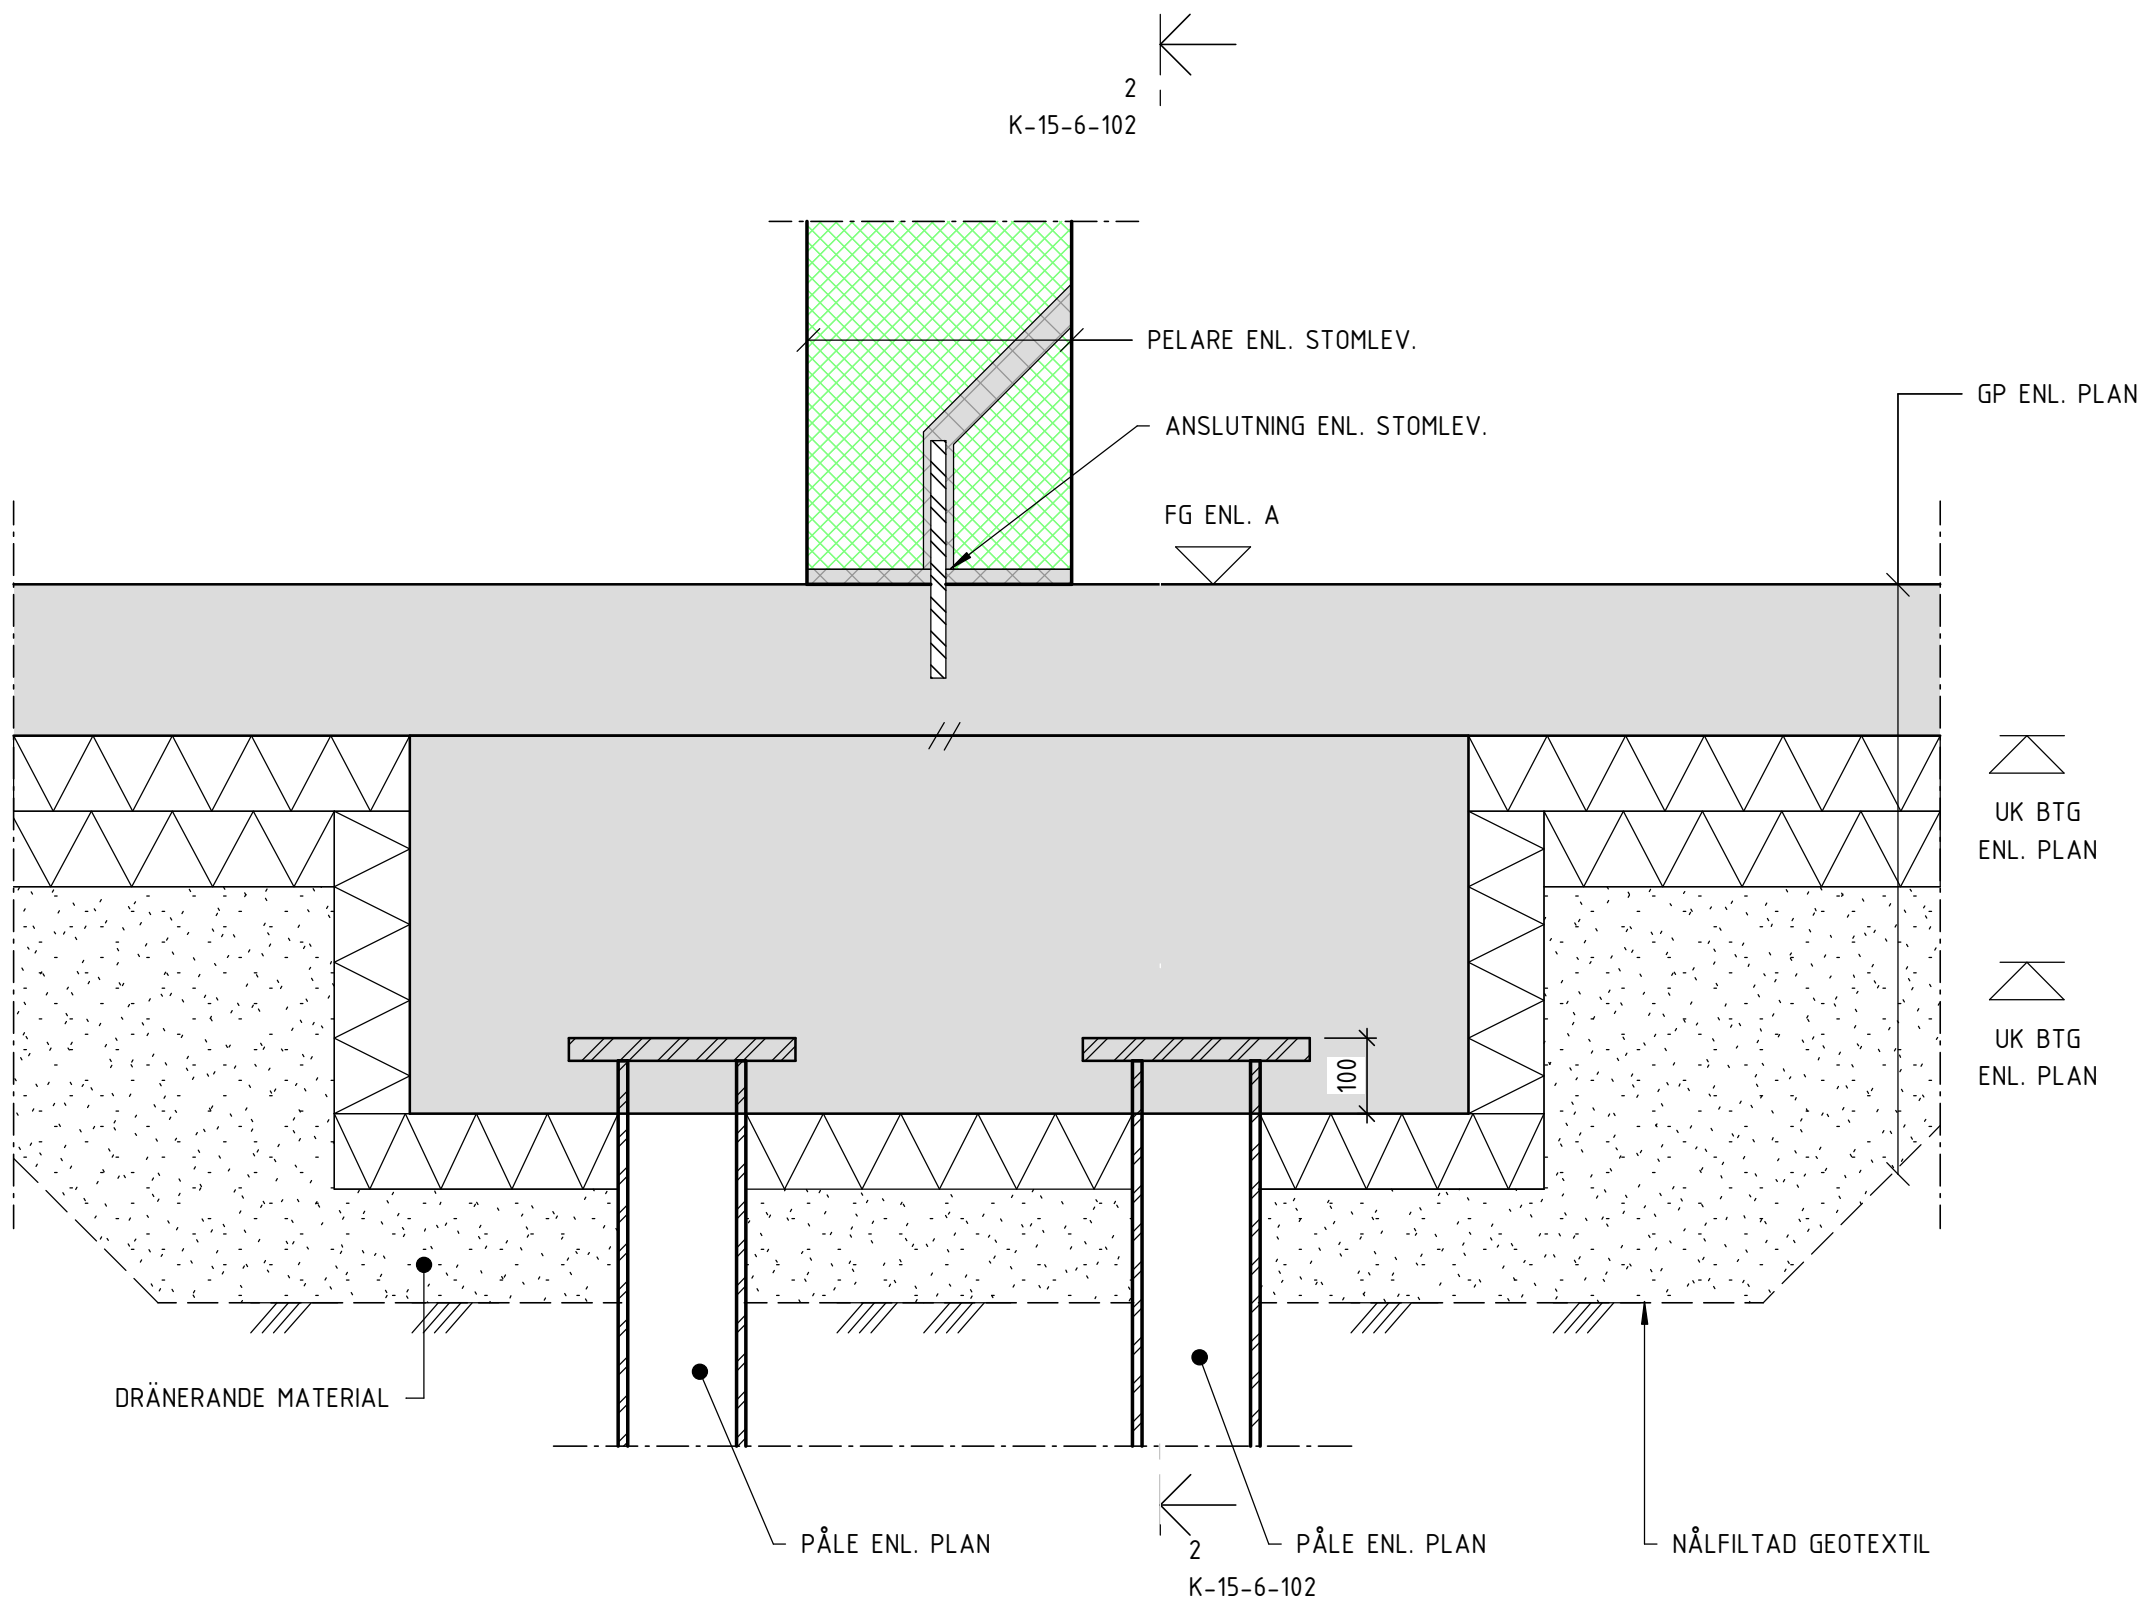 2
K-15-6-102
PELARE ENL. STOMLEV.
GP ENL. PLAN
ANSLUTNING ENL. STOMLEV.
FG ENL. A
UK BTG
ENL. PLAN
UK BTG
ENL. PLAN
100
DRÄNERANDE MATERIAL
PÅLE ENL. PLAN
PÅLE ENL. PLAN
NÅLFILTAD GEOTEXTIL
2
K-15-6-102